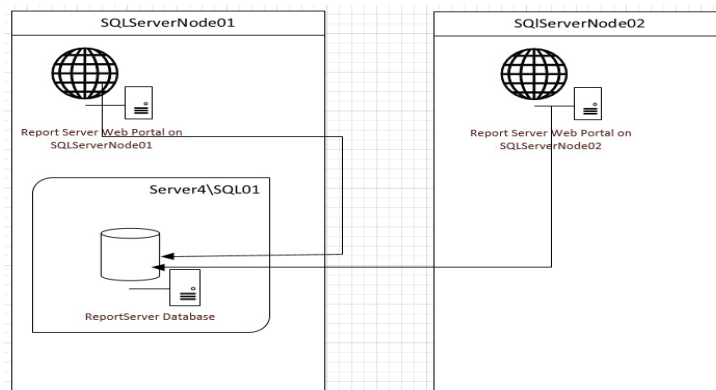 SQLServerNode01
SQlServerNode02
Report Server Web Portal on
SQLServerNode01
Report Server Web Portal on
SQLServerNode02
Server4\SQL01
ReportServer Database